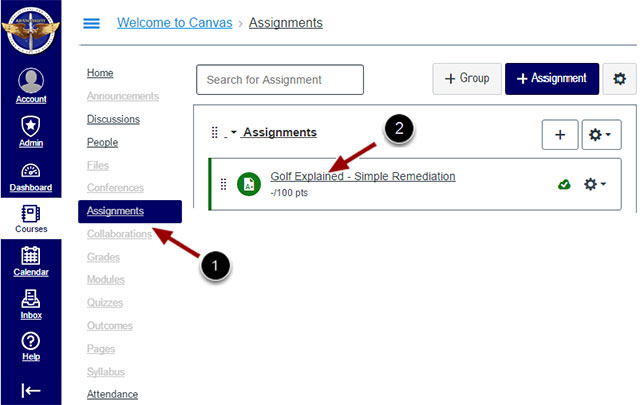 Welcome to Canvas › Assignments
Account
Admin
Dashboard
Courses
Calendar
Inbox
Help
Home
Announcements
Discussions
People
Files
Conferences
Assignments
Collaborations
Grades
Modules
Quizzes
Outcomes
Pages
Syllabus
Attendance
Search for Assignment
+ Group
+ Assignment
Assignments
+
2
Golf Explained - Simple Remediation
-/100 pts
1